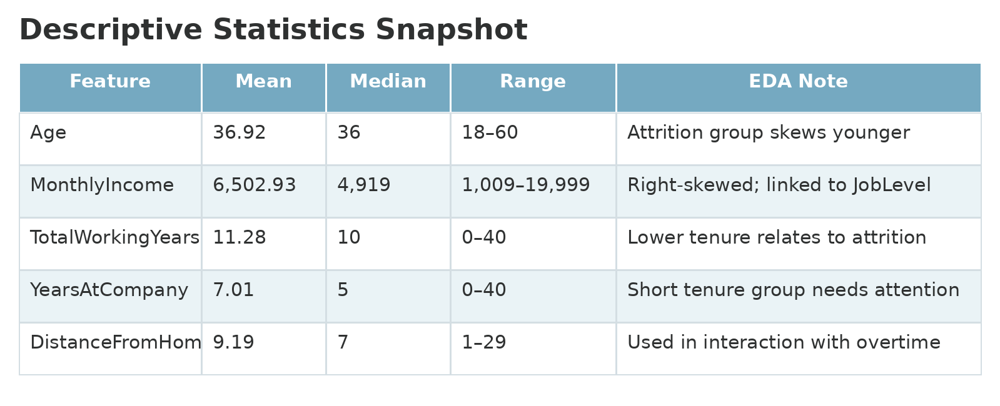 Descriptive Statistics Snapshot
Feature Mean Median Range EDA Note
Age 36.92 36 18–60 Attrition group skews younger
MonthlyIncome 6,502.93 4,919 1,009–19,999 Right-skewed; linked to JobLevel
TotalWorkingYears 11.28 10 0–40 Lower tenure relates to attrition
YearsAtCompany 7.01 5 0–40 Short tenure group needs attention
DistanceFromHom 9.19 7 1–29 Used in interaction with overtime